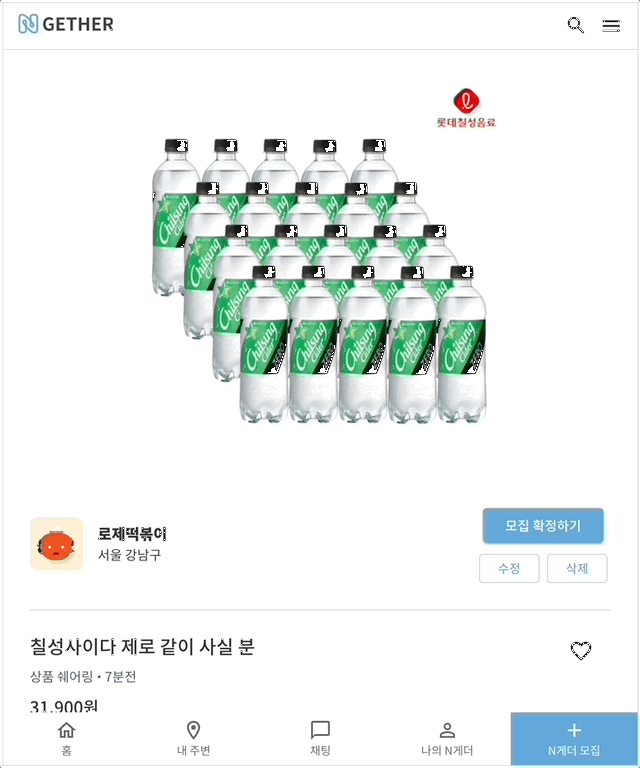 GETHER
롯데칠성음료
Chilsung
Cider
로제떡볶이
서울 강남구
모집 확정하기
수정
삭제
칠성사이다 제로 같이 사실 분
상품 쉐어링 • 7분전
31,900원
홈
내 주변
채팅
나의 N게더
N게더 모집